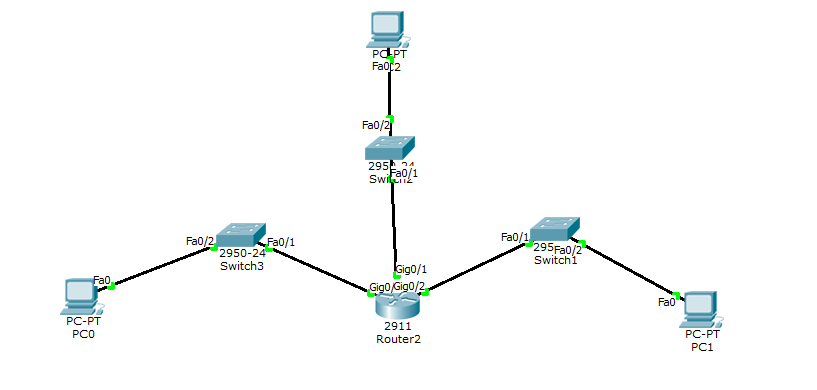 PC-PT
Fa0
C2
Fa0/2
Fa0/1
Fa0/2
Fa0/1
2950-24
Switch3
Fa0/1
Fa0/2
Switch1
Fa0
PC-PT
PC0
Gig0/1
Gig0/2
2911
Router2
Fa0
PC-PT
PC1